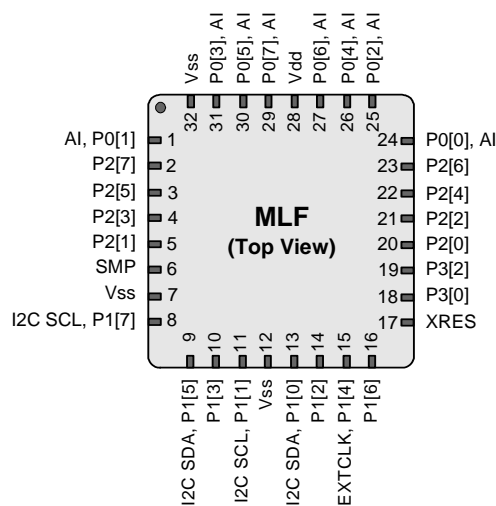 Vss
P0[3], AI
P0[5], AI
P0[7], AI
Vdd
P0[6], AI
P0[4], AI
P0[2], AI
32
31
30
29
28
27
26
25
AI, P0[1] 1
P2[7] 2
P2[5] 3
P2[3] 4
P2[1] 5
SMP 6
Vss 7
I2C SCL, P1[7] 8
MLF
(Top View)
24 P0[0], AI
23 P2[6]
22 P2[4]
21 P2[2]
20 P2[0]
19 P3[2]
18 P3[0]
17 XRES
9
10
11
12
13
14
15
16
I2C SDA, P1[5]
P1[3]
I2C SCL, P1[1]
Vss
I2C SDA, P1[0]
P1[2]
EXTCLK, P1[4]
P1[6]